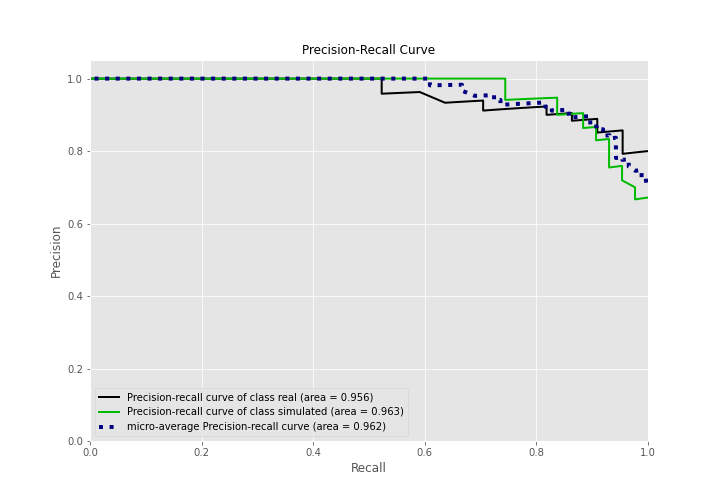 Precision-Recall Curve
1.0
0.8
0.6
0.4
0.2
0.0
Precision
Precision-recall curve of class real (area = 0.956)
Precision-recall curve of class simulated (area = 0.963)
micro-average Precision-recall curve (area = 0.962)
0.0 0.2 0.4 0.6 0.8 1.0
Recall